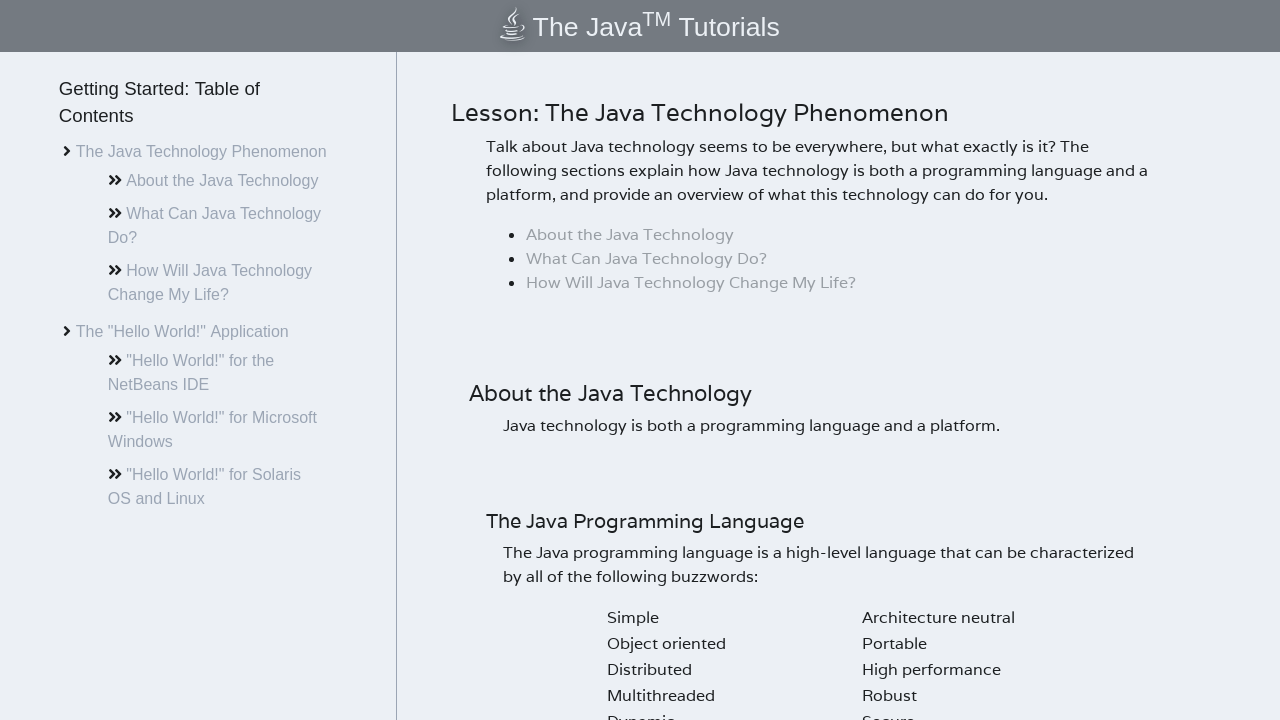 The Java™ Tutorials
Getting Started: Table of
Contents
The Java Technology Phenomenon
About the Java Technology
What Can Java Technology
Do?
How Will Java Technology
Change My Life?
The "Hello World!" Application
"Hello World!" for the
NetBeans IDE
"Hello World!" for Microsoft
Windows
"Hello World!" for Solaris
OS and Linux
Lesson: The Java Technology Phenomenon
Talk about Java technology seems to be everywhere, but what exactly is it? The
following sections explain how Java technology is both a programming language and a
platform, and provide an overview of what this technology can do for you.
About the Java Technology
What Can Java Technology Do?
How Will Java Technology Change My Life?
About the Java Technology
Java technology is both a programming language and a platform.
The Java Programming Language
The Java programming language is a high-level language that can be characterized
by all of the following buzzwords:
Simple Architecture neutral
Object oriented Portable
Distributed High performance
Multithreaded Robust
Dynamic Secure